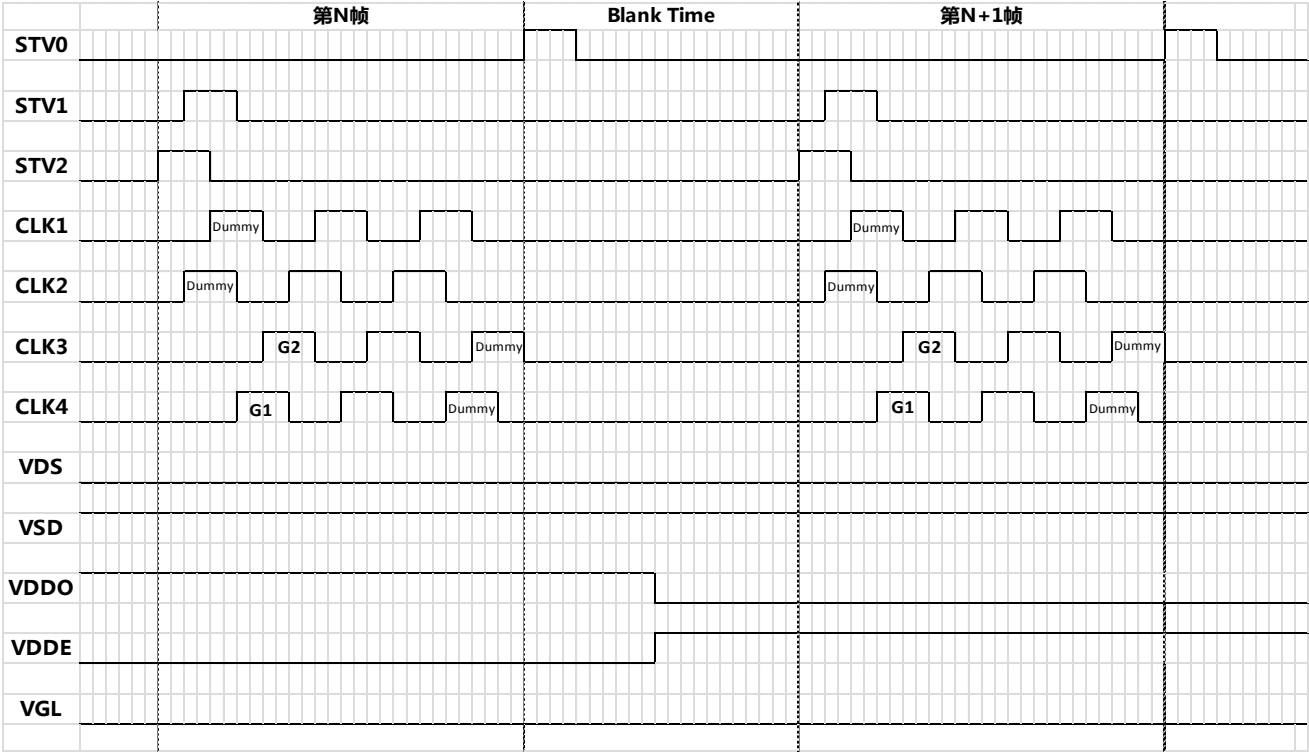 第N帧 Blank Time 第N+1帧
STV0
STV1
STV2
CLK1 Dummy Dummy
CLK2 Dummy Dummy
CLK3 G2 Dummy G2 Dummy
CLK4 G1 Dummy G1 Dummy
VDS
VSD
VDDO
VDDE
VGL